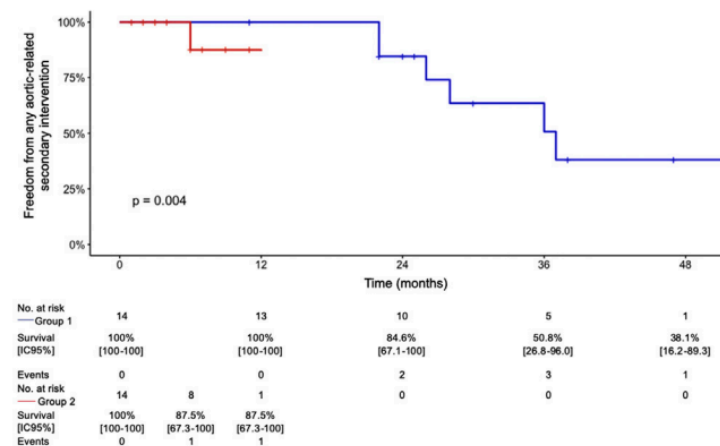 Freedom from any aortic-related
secondary intervention
100%
75%
50%
25%
0%
p = 0.004
0 12 24 36 48
Time (months)
No. at risk
Group 1 14 13 10 5 1
Survival 100% 100% 84.6% 50.8% 38.1%
[IC95%] [100-100] [100-100] [67.1-100] [26.8-96.0] [16.2-89.3]
Events 0 0 2 3 1
No. at risk
Group 2 14 8 1 0 0 0
Survival 100% 87.5% 87.5%
[IC95%] [100-100] [67.3-100] [67.3-100]
Events 0 1 1